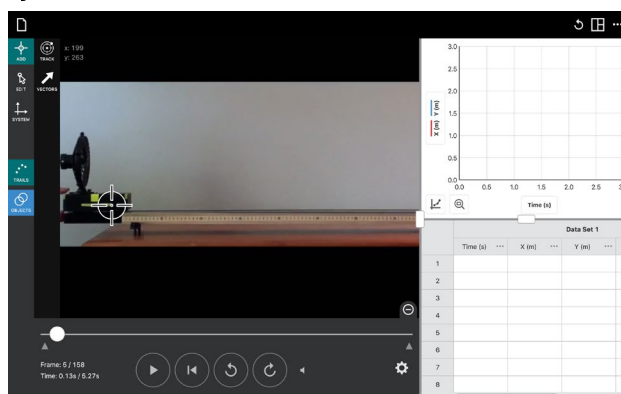 x: 199
y: 263
ADD
TRACK
EDIT
VECTORS
SYSTEM
TRAILS
OBJECTS
Frame: 5 / 158
Time: 0.13s / 5.27s
X (m) Y (m)
3.0
2.5
2.0
1.5
1.0
0.5
0.0
0.0 0.5 1.0 1.5 2.0 2.5 3
Time (s)
Data Set 1
Time (s) ••• X (m) ••• Y (m) •••
1
2
3
4
5
6
7
8